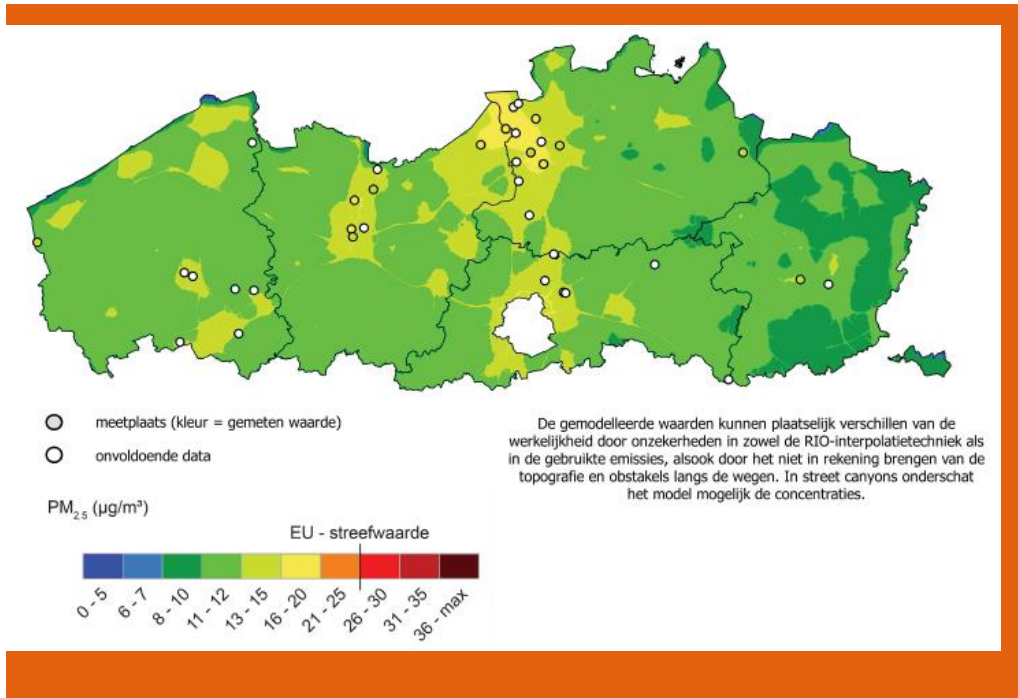 meetplaats (kleur = gemeten waarde)
onvoldoende data
De gemodelleerde waarden kunnen plaatselijk verschillen van de
werkelijkheid door onzekerheden in zowel de RIO-interpolatietechniek als
in de gebruikte emissies, alsook door het niet in rekening brengen van de
topografie en obstakels langs de wegen. In street canyons onderschat
het model mogelijk de concentraties.
PM2.5 (µg/m³)
EU - streefwaarde
0 - 5
6 - 7
8 - 10
11 - 12
13 - 15
16 - 20
21 - 25
26 - 30
31 - 35
36 - max